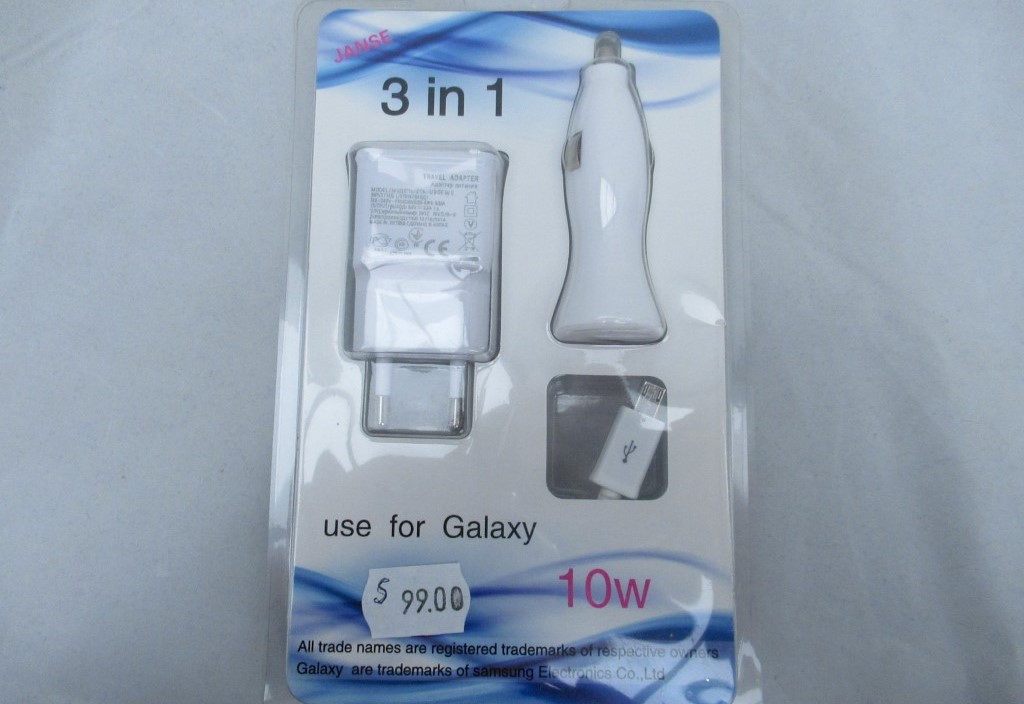 JANSE
3 in 1
TRAVEL ADAPTER
CE
use for Galaxy
10w
$ 99.00
All trade names are registered trademarks of respective owners
Galaxy are trademarks of samsung Electronics Co.,Ltd